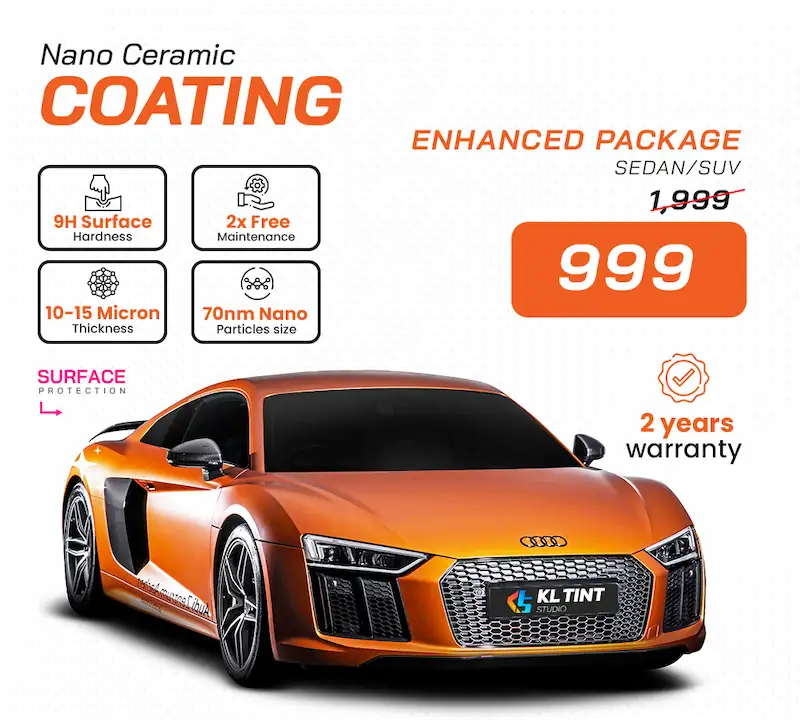 Nano Ceramic
COATING
ENHANCED PACKAGE
SEDAN/SUV
1,999
999
9H Surface
Hardness
2x Free
Maintenance
10-15 Micron
Thickness
70nm Nano
Particles size
SURFACE
PROTECTION
2 years
warranty
KL TINT
STUDIO